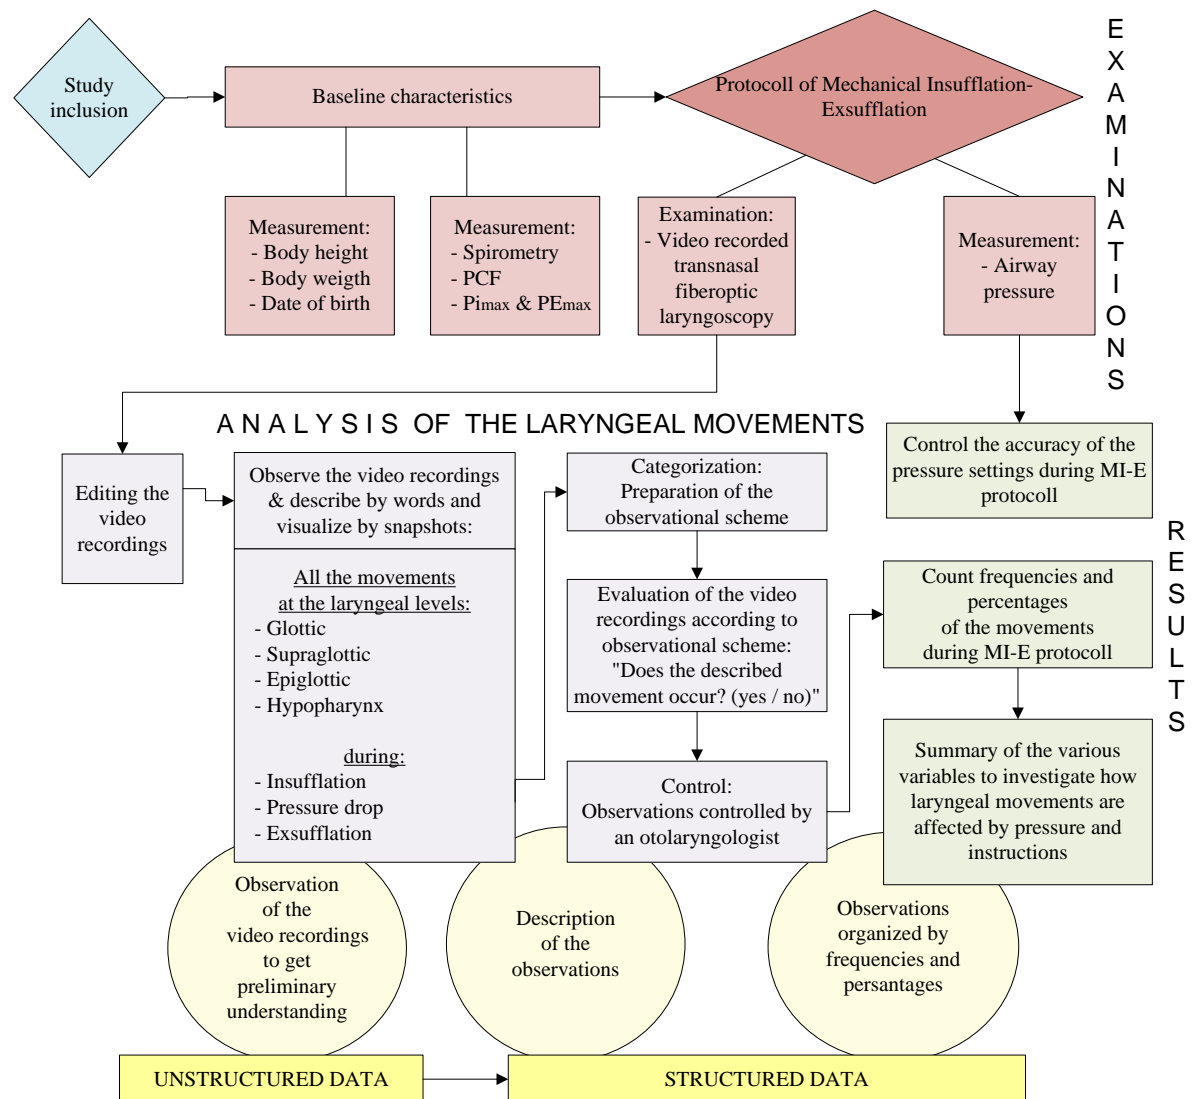 Study
inclusion
Baseline characteristics
Protocoll of Mechanical Insufflation-
Exsufflation
EXAMINATIONS
Measurement:
- Body height
- Body weigth
- Date of birth
Measurement:
- Spirometry
- PCF
- Pimax & PEmax
Examination:
- Video recorded
transnasal
fiberoptic
laryngoscopy
Measurement:
- Airway
pressure
A N A L Y S I S OF THE LARYNGEAL MOVEMENTS
Editing the
video
recordings
Observe the video recordings
& describe by words and
visualize by snapshots:
All the movements
at the laryngeal levels:
- Glottic
- Supraglottic
- Epiglottic
- Hypopharynx
during:
- Insufflation
- Pressure drop
- Exsufflation
Categorization:
Preparation of the
observational scheme
Evaluation of the video
recordings according to
observational scheme:
"Does the described
movement occur? (yes / no)"
Control:
Observations controlled by
an otolaryngologist
Control the accuracy of the
pressure settings during MI-E
protocoll
RESULTS
Count frequencies and
percentages
of the movements
during MI-E protocoll
Summary of the various
variables to investigate how
laryngeal movements are
affected by pressure and
instructions
Observation
of the
video recordings
to get
preliminary
understanding
Description
of the
observations
Observations
organized by
frequencies and
persantages
UNSTRUCTURED DATA
STRUCTURED DATA